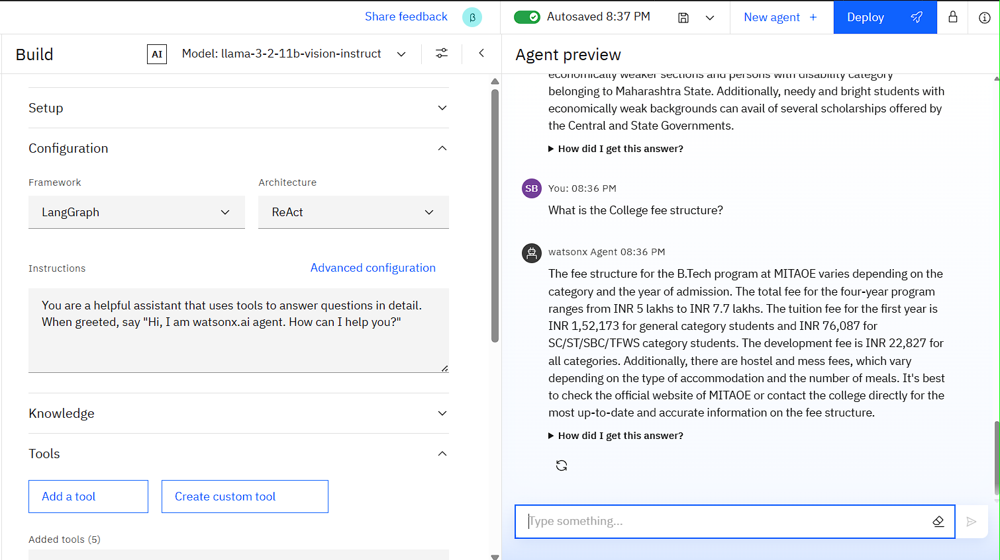 Share feedback
β
Autosaved 8:37 PM
New agent +
Deploy
Build
AI
Model: llama-3-2-11b-vision-instruct
Agent preview
Setup
Configuration
Framework
Architecture
LangGraph
ReAct
Instructions
Advanced configuration
You are a helpful assistant that uses tools to answer questions in detail.
When greeted, say "Hi, I am watsonx.ai agent. How can I help you?"
Knowledge
Tools
Add a tool
Create custom tool
Added tools (5)
economically weaker sections and persons with disability category
belonging to Maharashtra State. Additionally, needy and bright students with
economically weak backgrounds can avail of several scholarships offered by
the Central and State Governments.
How did I get this answer?
SB
You: 08:36 PM
What is the College fee structure?
watsonx Agent 08:36 PM
The fee structure for the B.Tech program at MITAOE varies depending on the
category and the year of admission. The total fee for the four-year program
ranges from INR 5 lakhs to INR 7.7 lakhs. The tuition fee for the first year is
INR 1,52,173 for general category students and INR 76,087 for
SC/ST/SBC/TFWS category students. The development fee is INR 22,827 for
all categories. Additionally, there are hostel and mess fees, which vary
depending on the type of accommodation and the number of meals. It's best
to check the official website of MITAOE or contact the college directly for the
most up-to-date and accurate information on the fee structure.
How did I get this answer?
Type something...